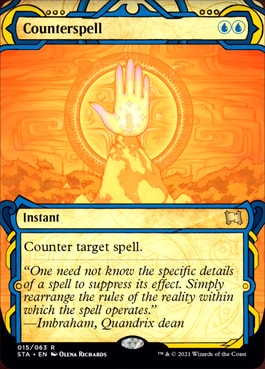 Counterspell
Instant
Counter target spell.
“One need not know the specific details
of a spell to suppress its effect. Simply
rearrange the rules of the reality within
which the spell operates.”
—Imbraham, Quandrix dean
015/063 R
STA • EN Olena Richards
™ & © 2021 Wizards of the Coast